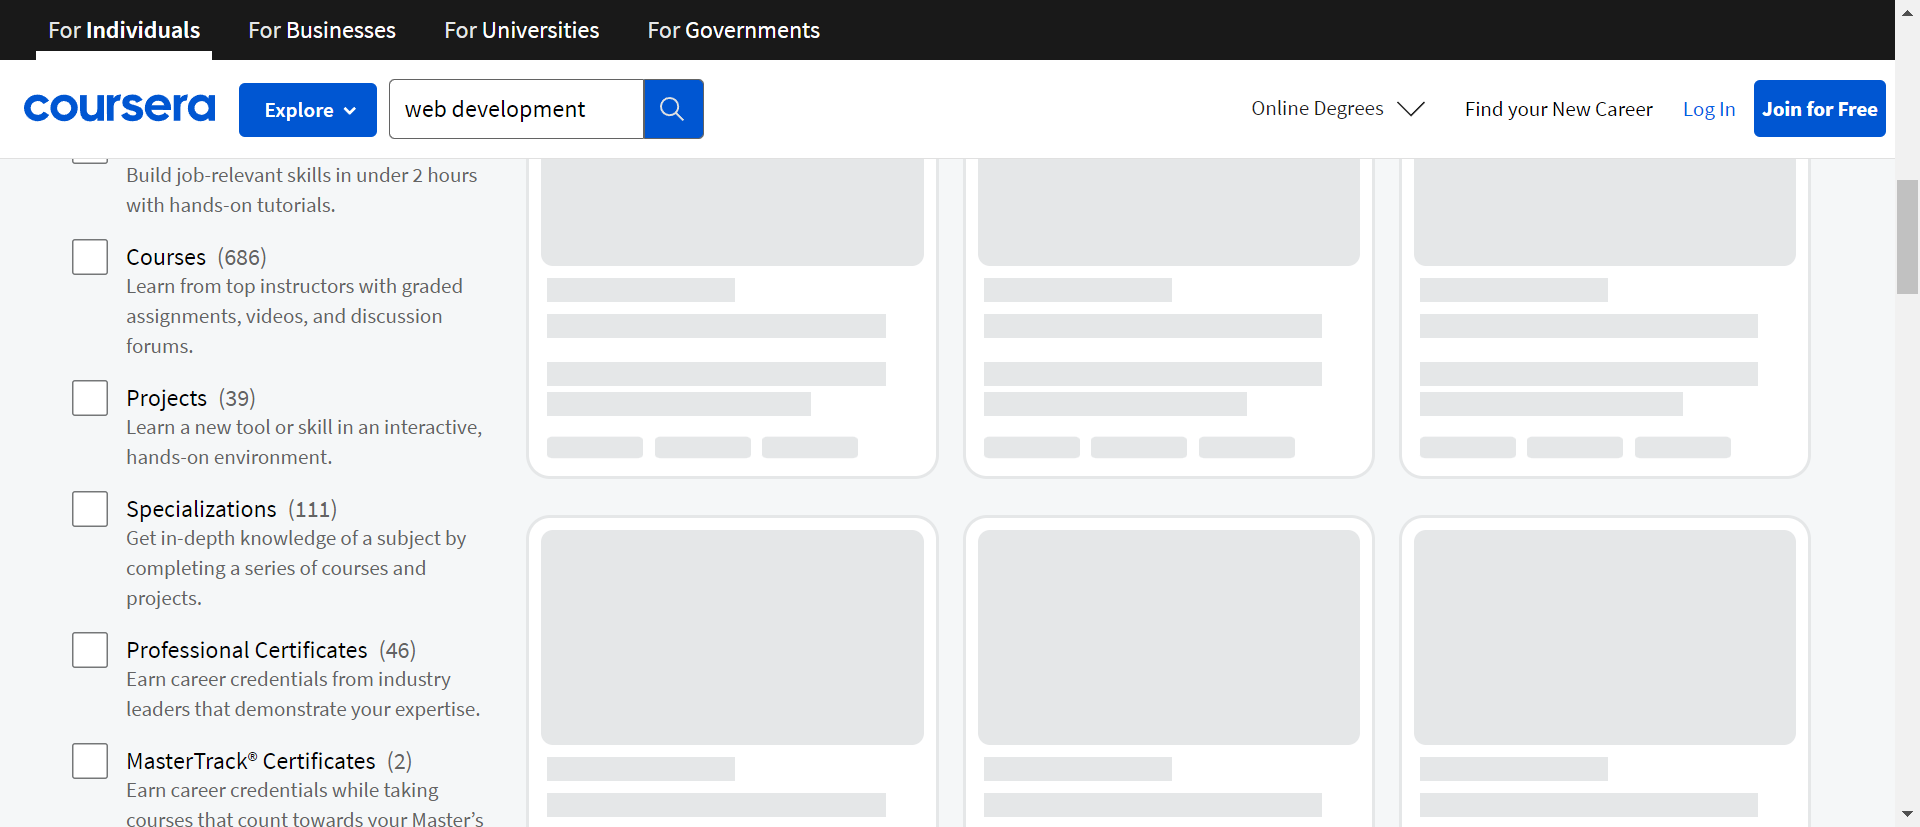 For Individuals
For Businesses
For Universities
For Governments
coursera
Explore
web development
Online Degrees
Find your New Career
Log In
Join for Free
Build job-relevant skills in under 2 hours
with hands-on tutorials.
Courses (686)
Learn from top instructors with graded
assignments, videos, and discussion
forums.
Projects (39)
Learn a new tool or skill in an interactive,
hands-on environment.
Specializations (111)
Get in-depth knowledge of a subject by
completing a series of courses and
projects.
Professional Certificates (46)
Earn career credentials from industry
leaders that demonstrate your expertise.
MasterTrack® Certificates (2)
Earn career credentials while taking
courses that count towards your Master’s